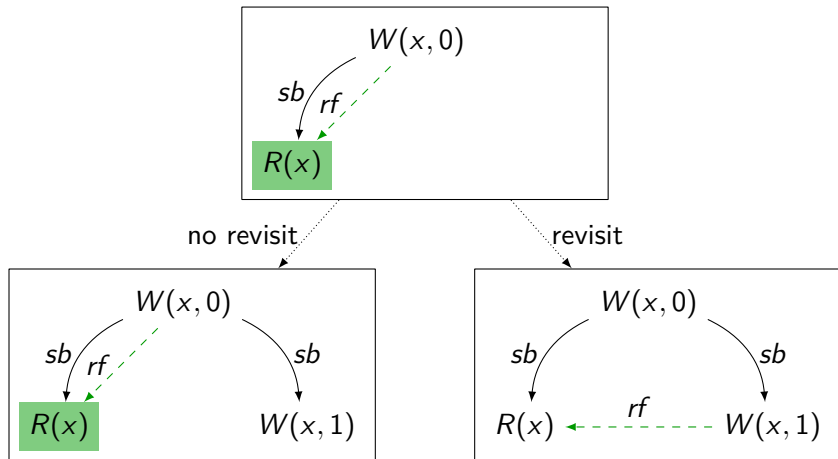 W(x, 0)
sb
rf
R(x)
no revisit
revisit
W(x, 0)
sb
rf
sb
R(x)
W(x, 1)
W(x, 0)
sb
sb
R(x)
rf
W(x, 1)